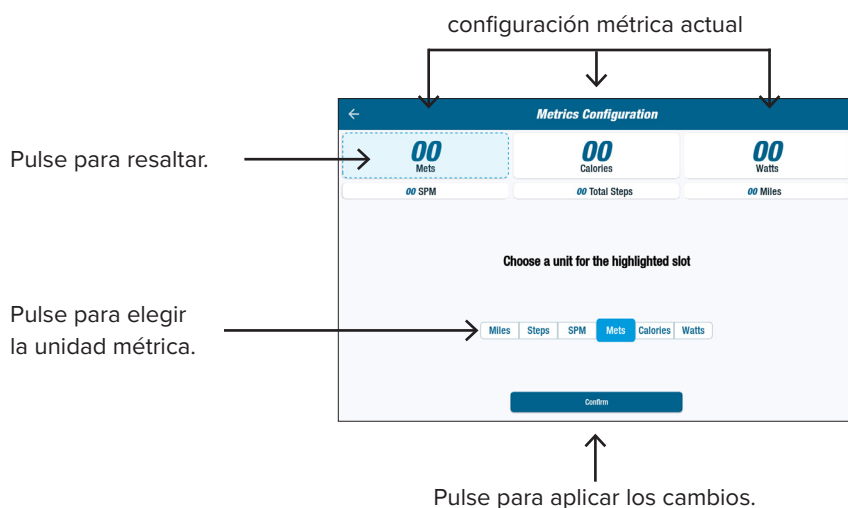 configuración métrica actual
Metrics Configuration
Pulse para resaltar.
00 00 00
Mets Calories Watts
00 SPM 00 Total Steps 00 Miles
Choose a unit for the highlighted slot
Pulse para elegir
la unidad métrica.
Miles Steps SPM Mets Calories Watts
Confirm
Pulse para aplicar los cambios.